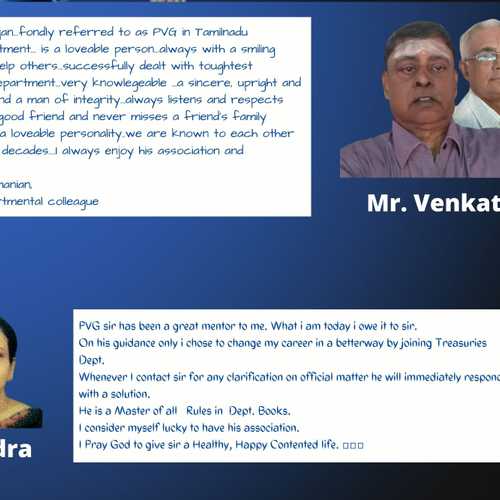 an...fondly referred to as PVG in Tamilnadu
tment... is a loveable person...always with a smiling
elp others...successfully dealt with toughest
epartment...very knowlegeable ...a sincere, upright and
nd a man of integrity...always listens and respects
good friend and never misses a friend's family
a loveable personality...we are known to each other
decades...I always enjoy his association and
manian,
rtmental colleague
Mr. Venkat
PVG sir has been a great mentor to me. What i am today i owe it to sir.
On his guidance only i chose to change my career in a betterway by joining Treasuries
Dept.
Whenever I contact sir for any clarification on official matter he will immediately respon
with a solution.
He is a Master of all Rules in Dept. Books.
I consider myself lucky to have his association.
I Pray God to give sir a Healthy, Happy Contented life. □□□
dra